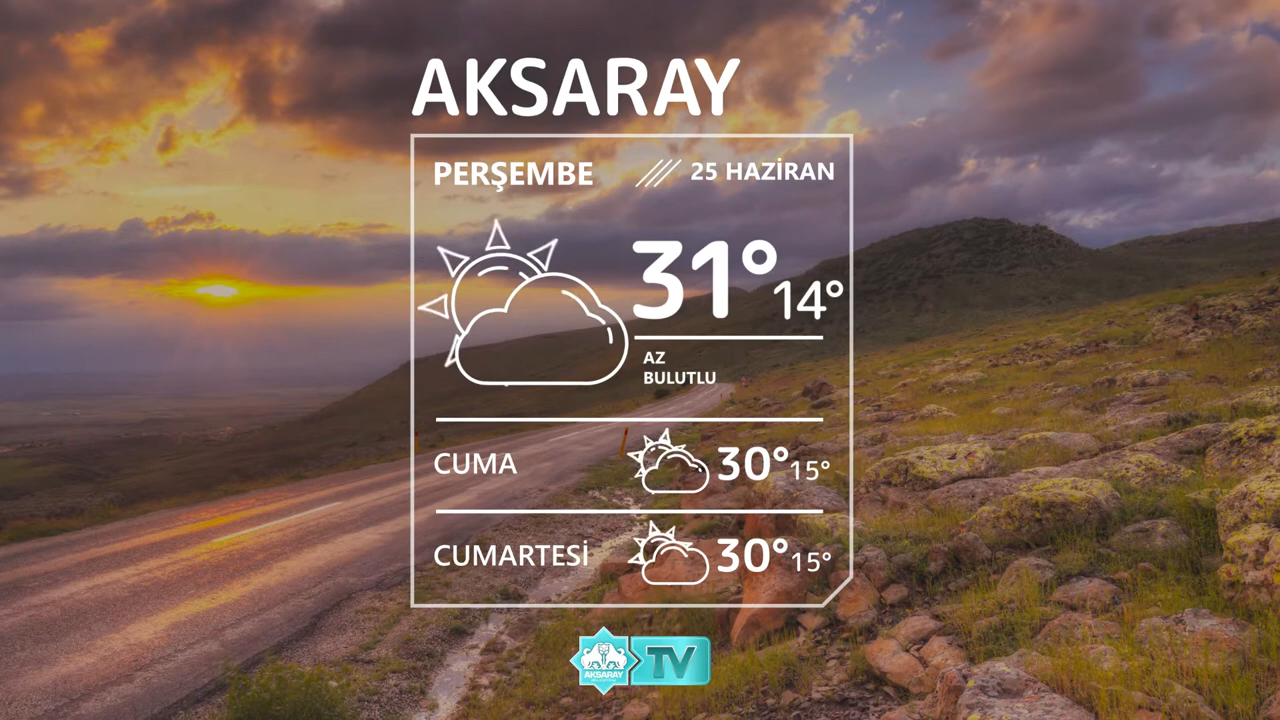 AKSARAY
PERŞEMBE 25 HAZİRAN
31° 14°
AZ
BULUTLU
CUMA 30° 15°
CUMARTESİ 30° 15°
AKSARAY TV